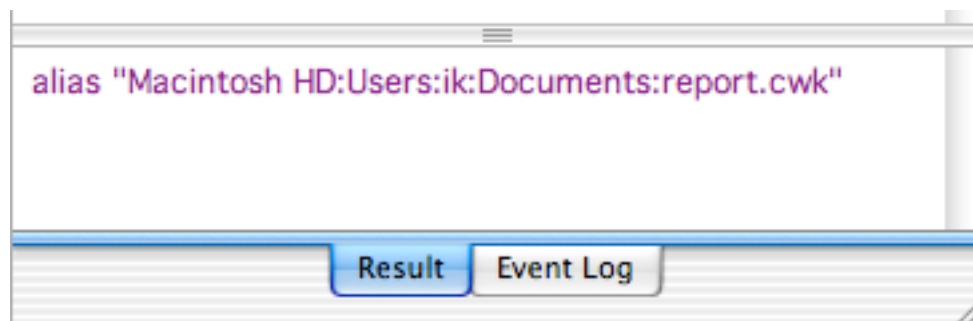 alias "Macintosh HD:Users:ik:Documents:report.cwk"
Result Event Log